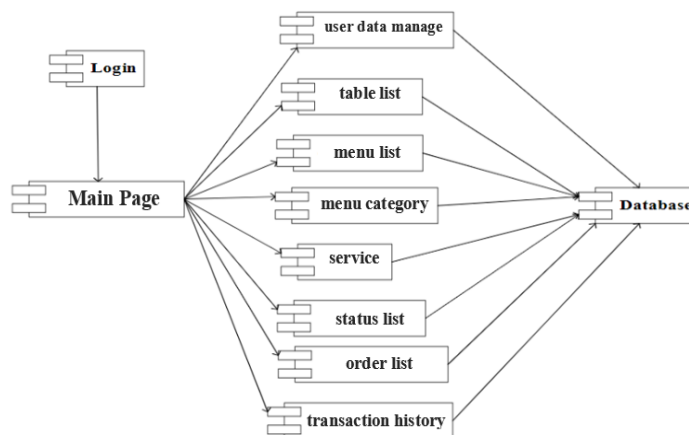 user data manage
Login
table list
menu list
Main Page
menu category
Database
service
status list
order list
transaction history